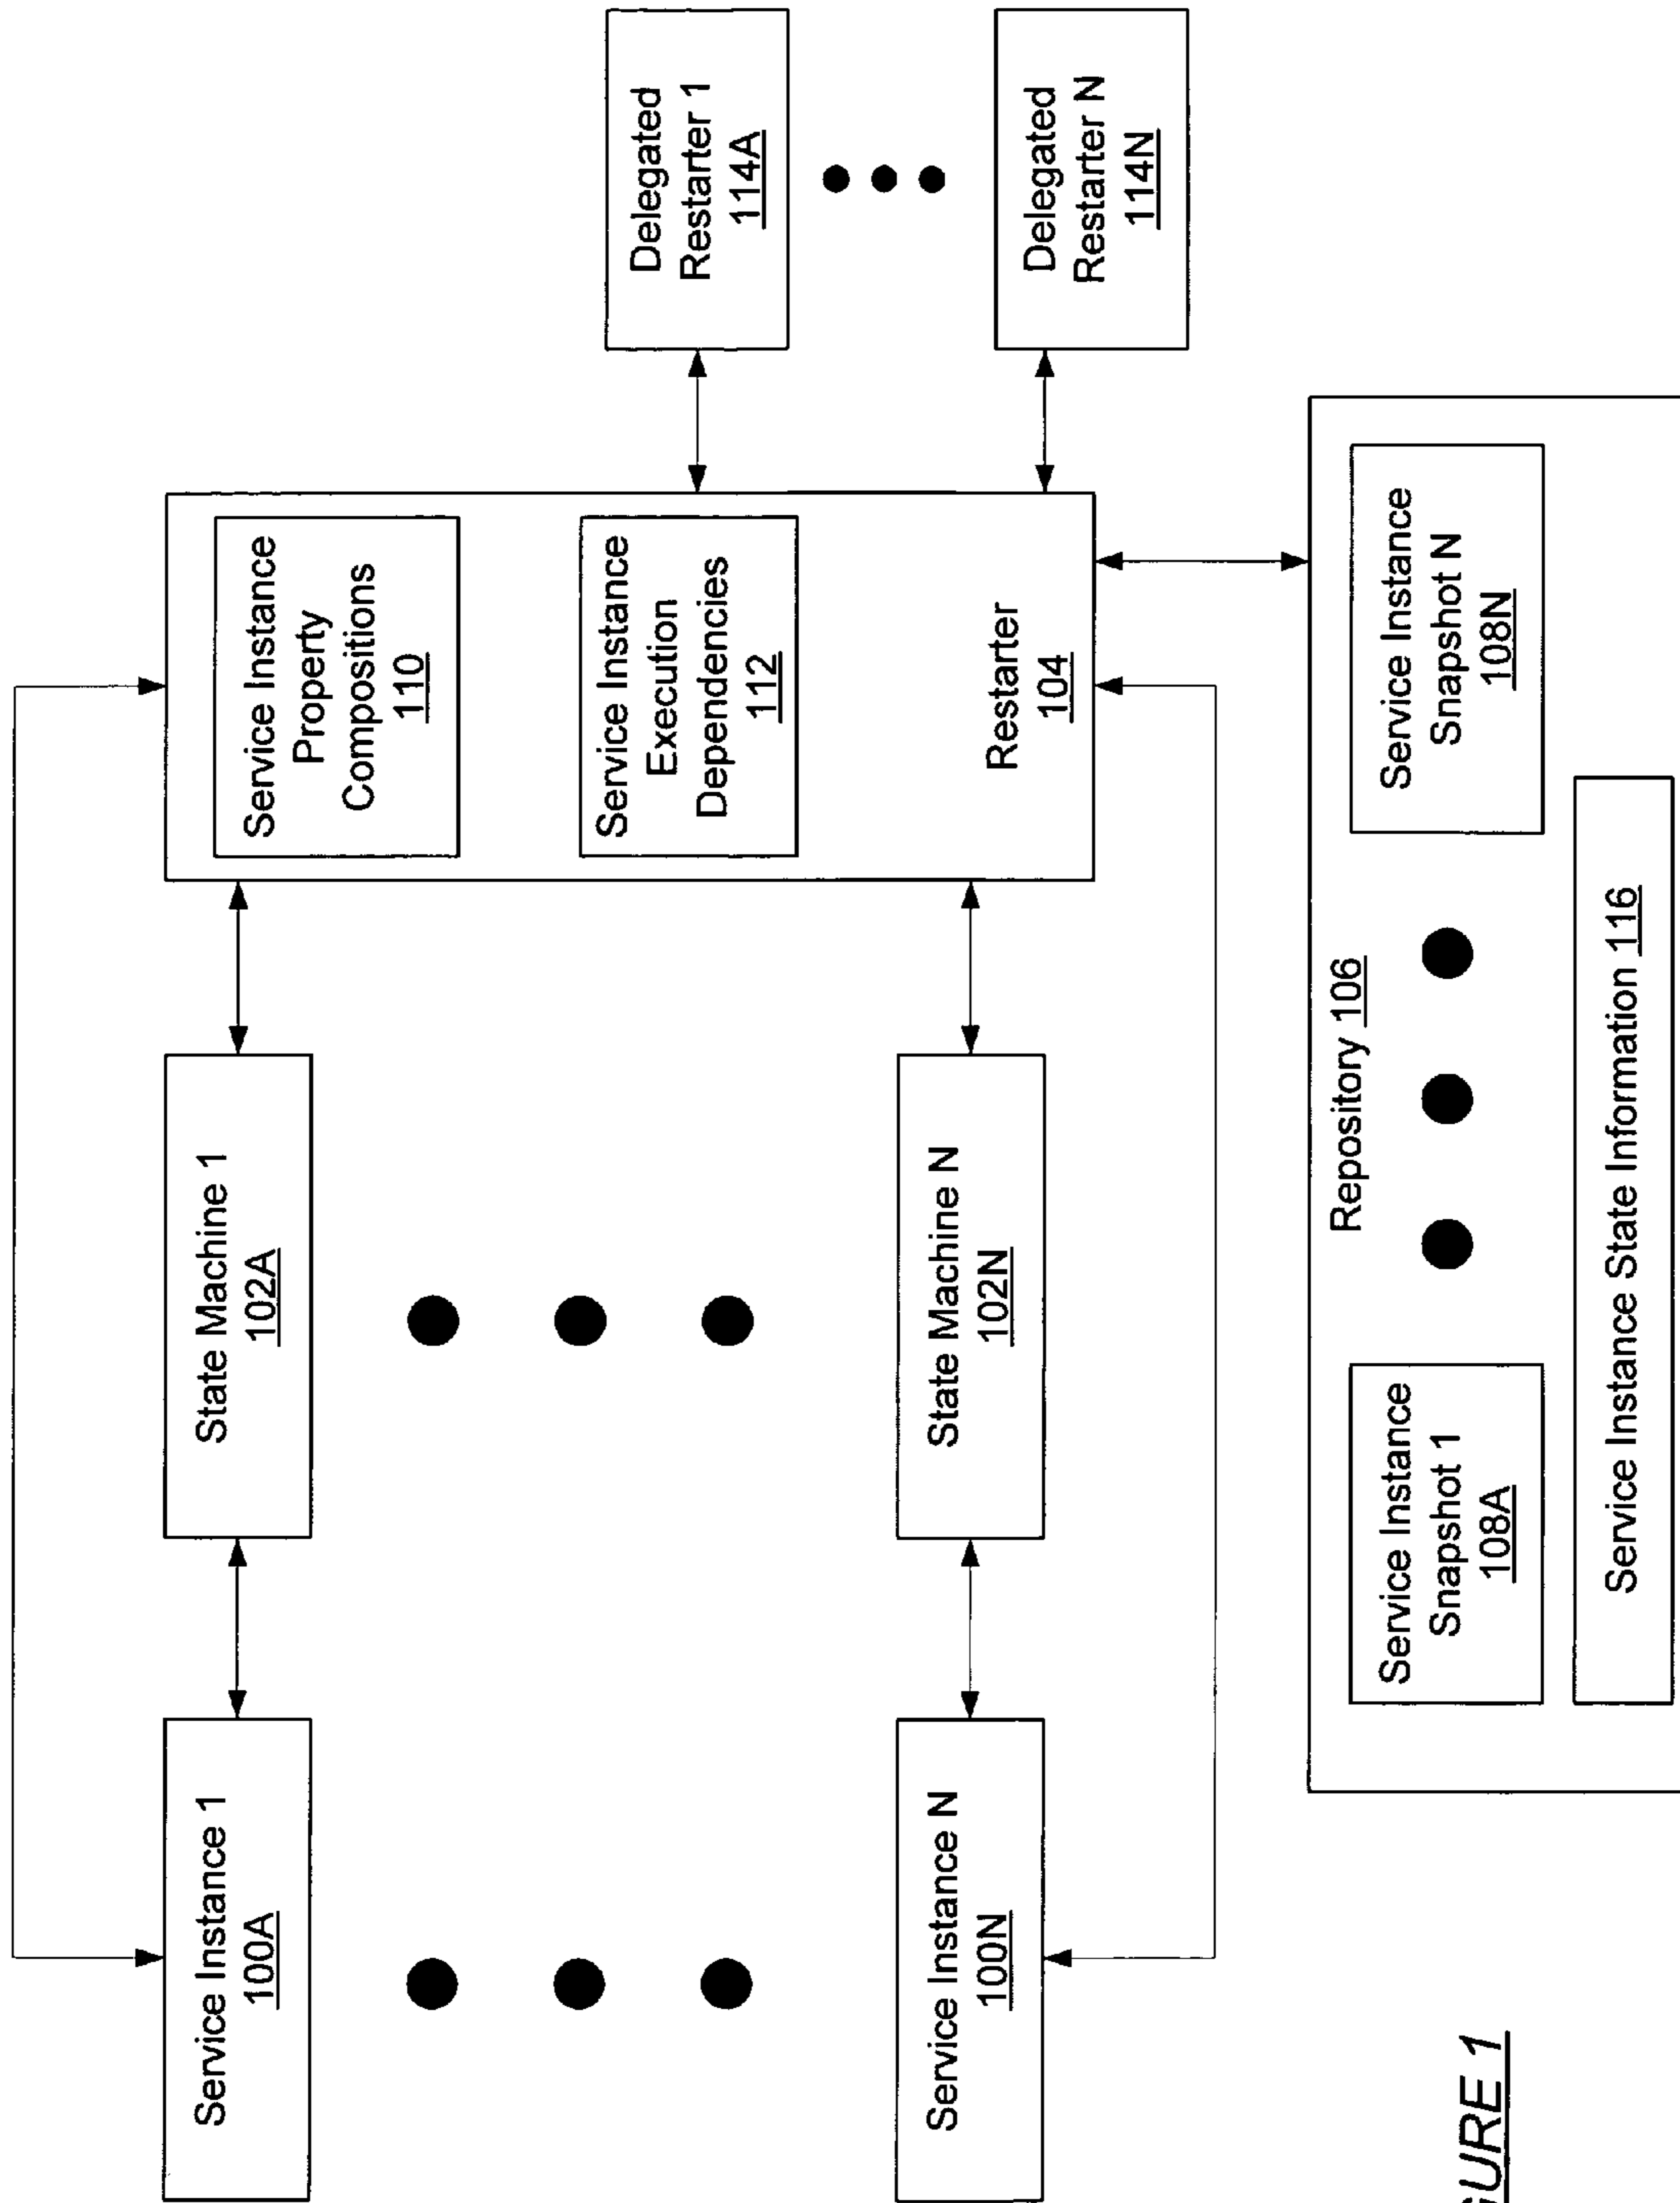 Service Instance 1
100A
State Machine 1
102A
Service Instance
Property
Compositions
110
Service Instance
Execution
Dependencies
112
Restarter
104
Delegated
Restarter 1
114A
Delegated
Restarter N
114N
Service Instance N
100N
State Machine N
102N
Repository 106
Service Instance
Snapshot 1
108A
Service Instance
Snapshot N
108N
Service Instance State Information 116
GURE 1